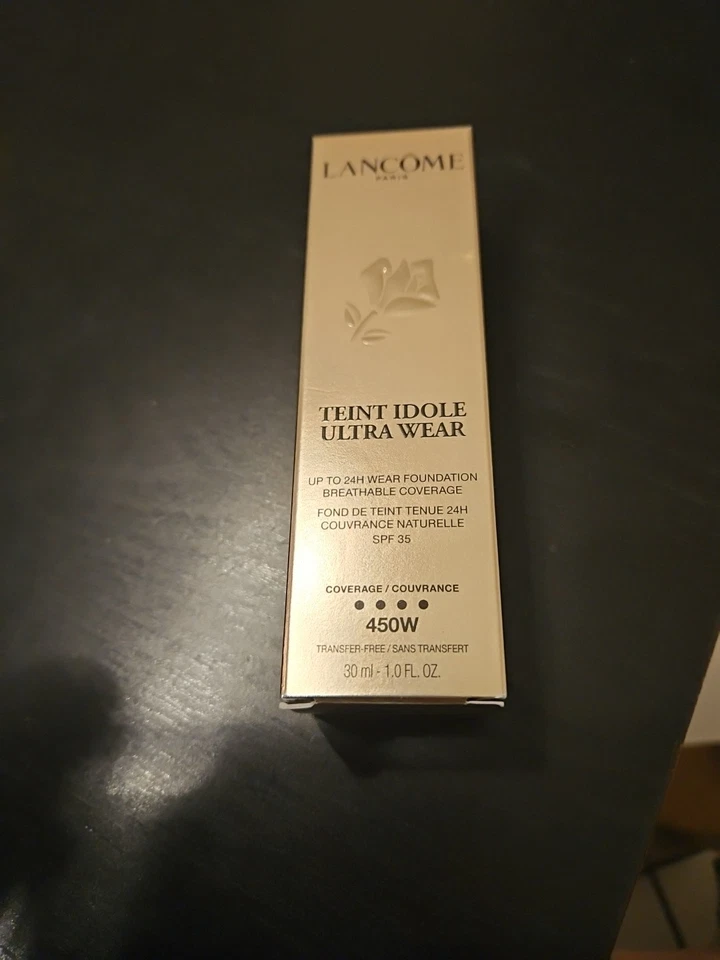 LANCÔME
PARIS
TEINT IDOLE
ULTRA WEAR
UP TO 24H WEAR FOUNDATION
BREATHABLE COVERAGE
FOND DE TEINT TENUE 24H
COUVRANCE NATURELLE
SPF 35
COVERAGE / COUVRANCE
450W
TRANSFER-FREE / SANS TRANSFERT
30 ml - 1.0 FL. OZ.